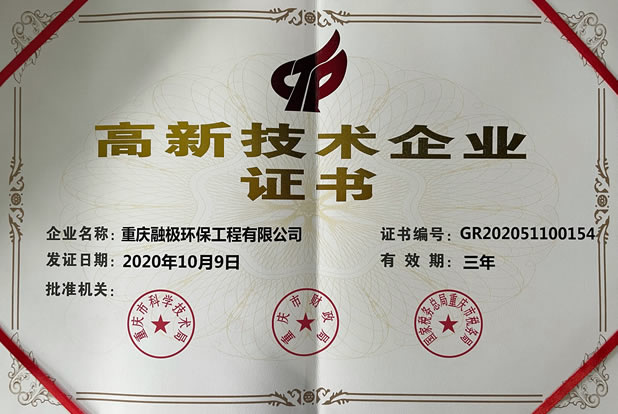 高新技术企业
证书
企业名称：重庆融极环保工程有限公司
证书编号：GR202051100154
发证日期：2020年10月9日
有效期：三年
批准机关：
重庆市科学技术局
重庆市财政局
国家税务总局重庆市税务局